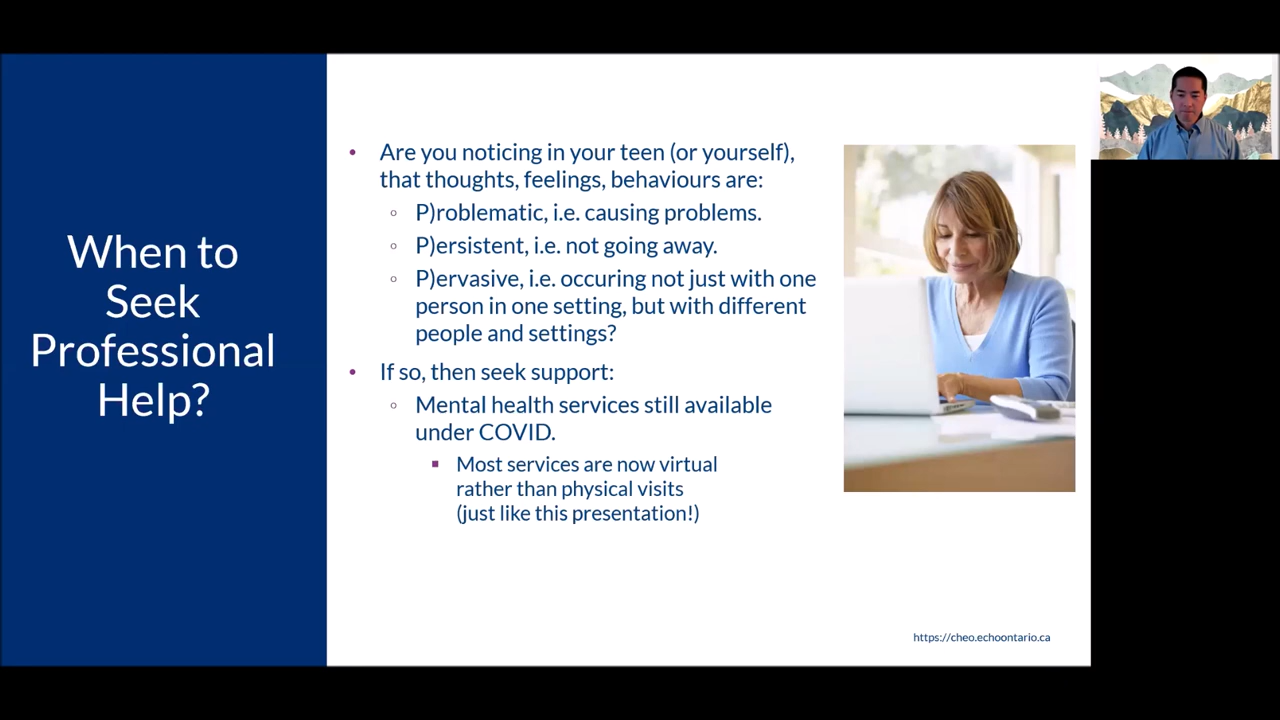 When to
Seek
Professional
Help?
• Are you noticing in your teen (or yourself),
that thoughts, feelings, behaviours are:
○ P)roblematic, i.e. causing problems.
○ P)ersistent, i.e. not going away.
○ P)ervasive, i.e. occuring not just with one
person in one setting, but with different
people and settings?
• If so, then seek support:
○ Mental health services still available
under COVID.
▪ Most services are now virtual
rather than physical visits
(just like this presentation!)
https://cheo.echoontario.ca